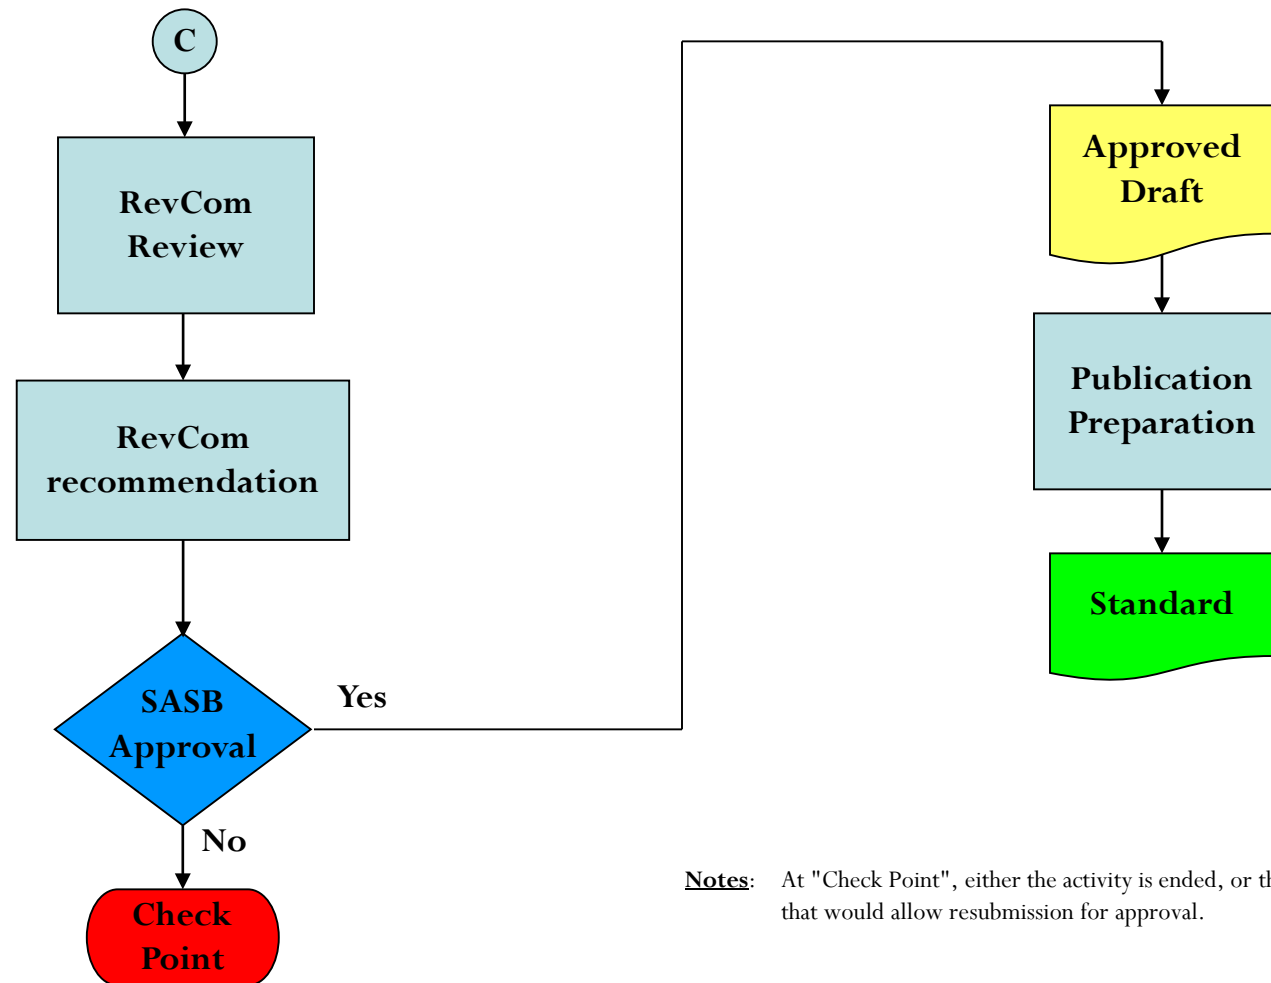 C
RevCom
Review
RevCom
recommendation
SASB
Approval
Yes
No
Check
Point
Approved
Draft
Publication
Preparation
Standard
Notes: At "Check Point", either the activity is ended, or
that would allow resubmission for approval.